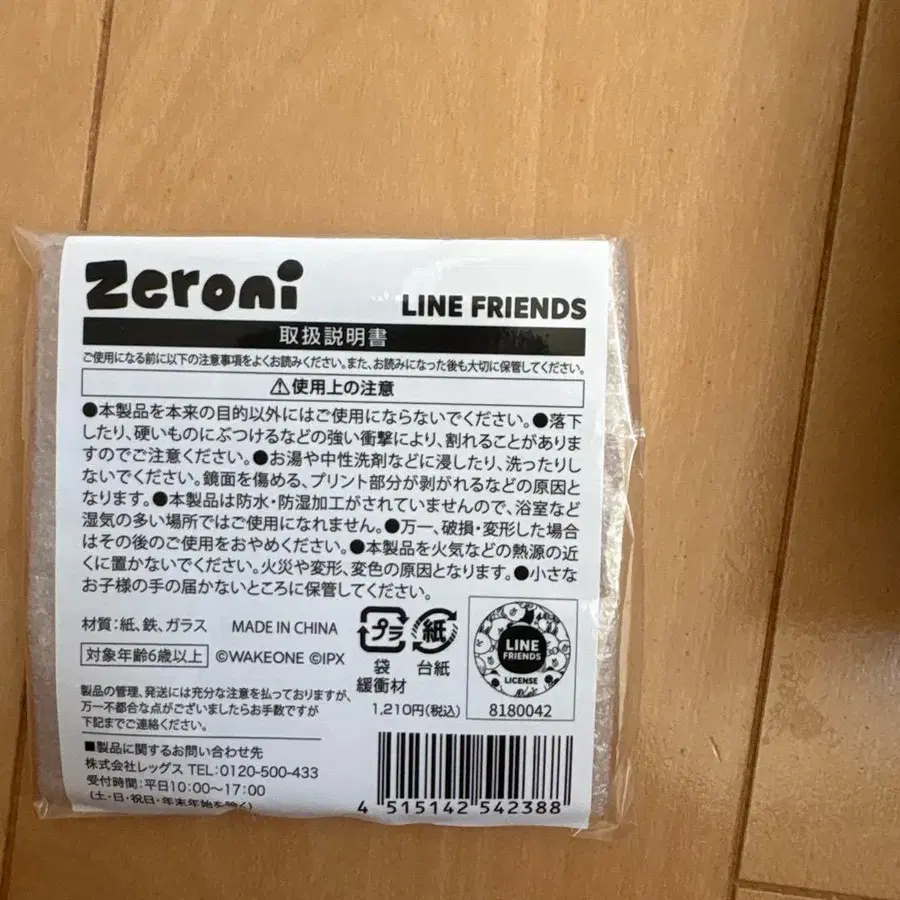 Zeroni
LINE FRIENDS
取扱説明書
ご使用になる前に以下の注意事項をよくお読みください。また、お読みになった後も大切に保管してください。
⚠使用上の注意
●本製品を本来の目的以外にはご使用にならないでください。●落下
したり、硬いものにぶつけるなどの強い衝撃により、割れることがありま
すのでご注意ください。●お湯や中性洗剤などに浸したり、洗ったりし
ないでください。鏡面を傷める、プリント部分が剥がれるなどの原因と
なります。●本製品は防水・防湿加工がされていませんので、浴室など
湿気の多い場所ではご使用になれません。●万一、破損・変形した場合
はその後のご使用をおやめください。●本製品を火気などの熱源の近
くに置かないでください。火災や変形、変色の原因となります。●小さな
お子様の手の届かないところに保管してください。
材質:紙、鉄、ガラス MADE IN CHINA
対象年齢6歳以上 ©WAKEONE ©IPX
プラ
袋
緩衝材
紙
台紙
1,210円(税込)
LINE
FRIENDS
LICENSE
8180042
製品の管理、発送には充分な注意を払っておりますが、
万一不都合な点がございましたらお手数ですが
下記までご連絡ください。
■製品に関するお問い合わせ先
株式会社レッグス TEL:0120-500-433
受付時間:平日10:00〜17:00
(土・日・祝日・年末年始を除く)
4 515142 542388